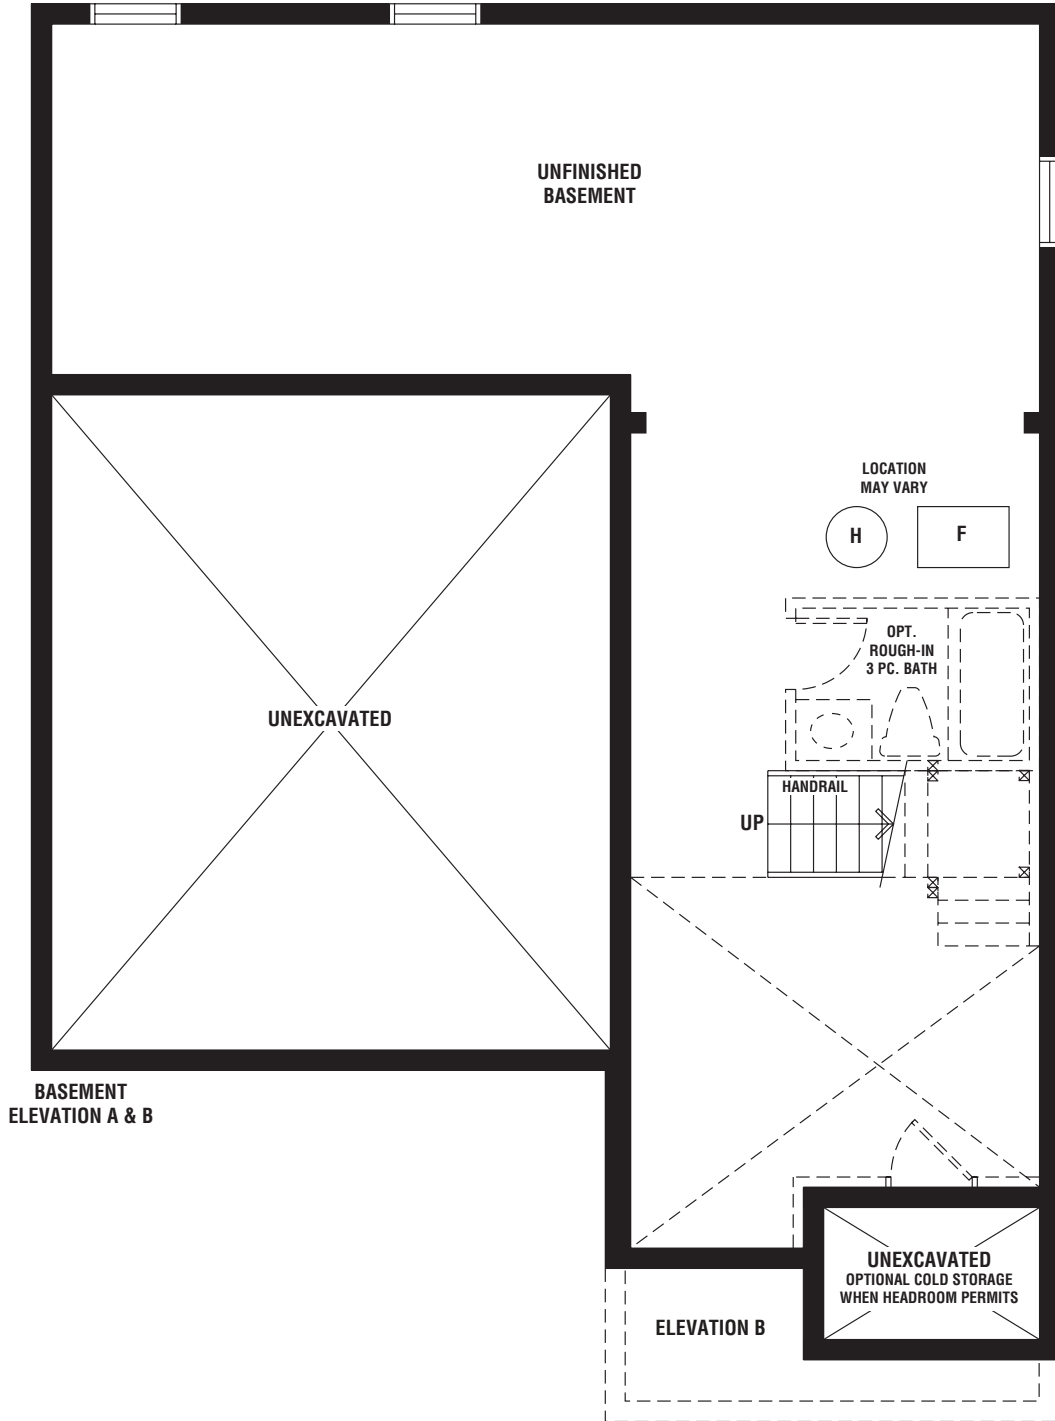 UNFINISHED
BASEMENT
LOCATION
MAY VARY
H
F
OPT.
ROUGH-IN
3 PC. BATH
UNEXCAVATED
HANDRAIL
UP
BASEMENT
ELEVATION A & B
UNEXCAVATED
OPTIONAL COLD STORAGE
WHEN HEADROOM PERMITS
ELEVATION B